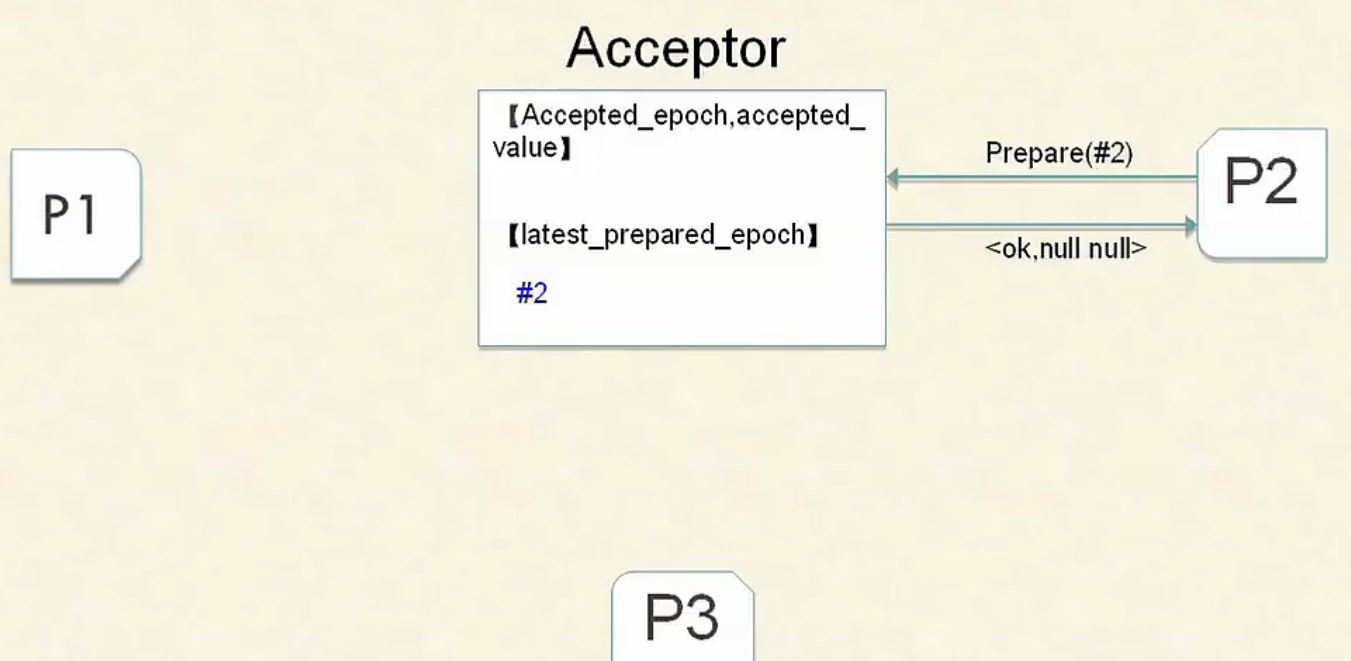 Acceptor
【Accepted_epoch,accepted_
value】
Prepare(#2)
P2
P1
【latest_prepared_epoch】
<ok,null null>
#2
P3